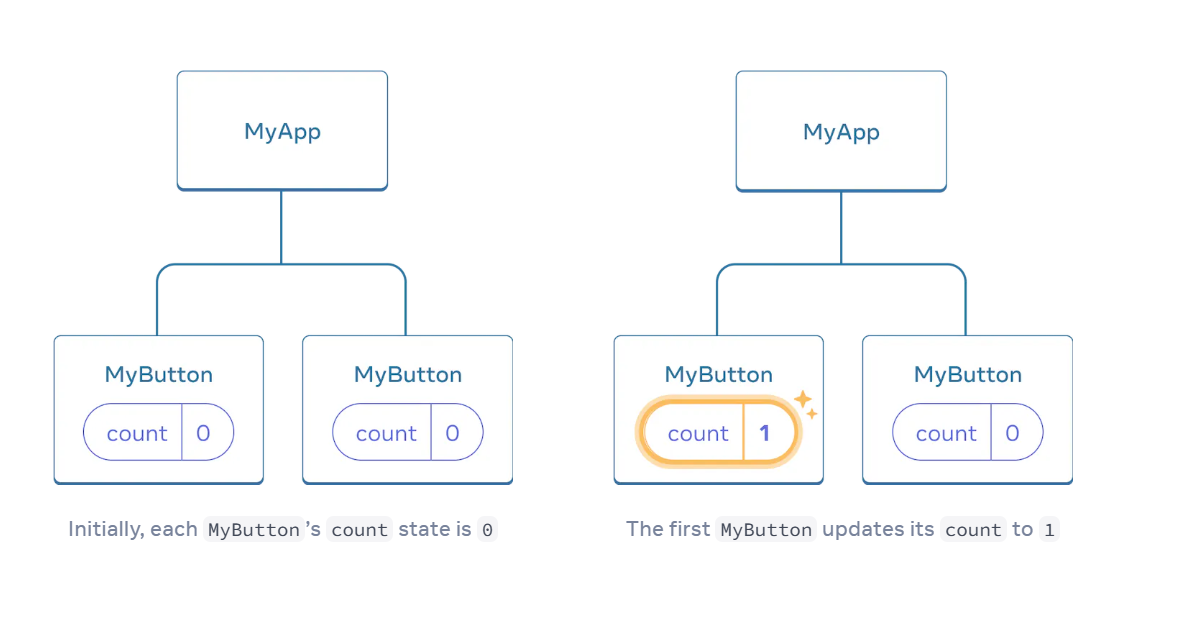 MyApp
MyButton
count 0
MyButton
count 0
Initially, each MyButton's count state is 0
MyApp
MyButton
count 1
MyButton
count 0
The first MyButton updates its count to 1